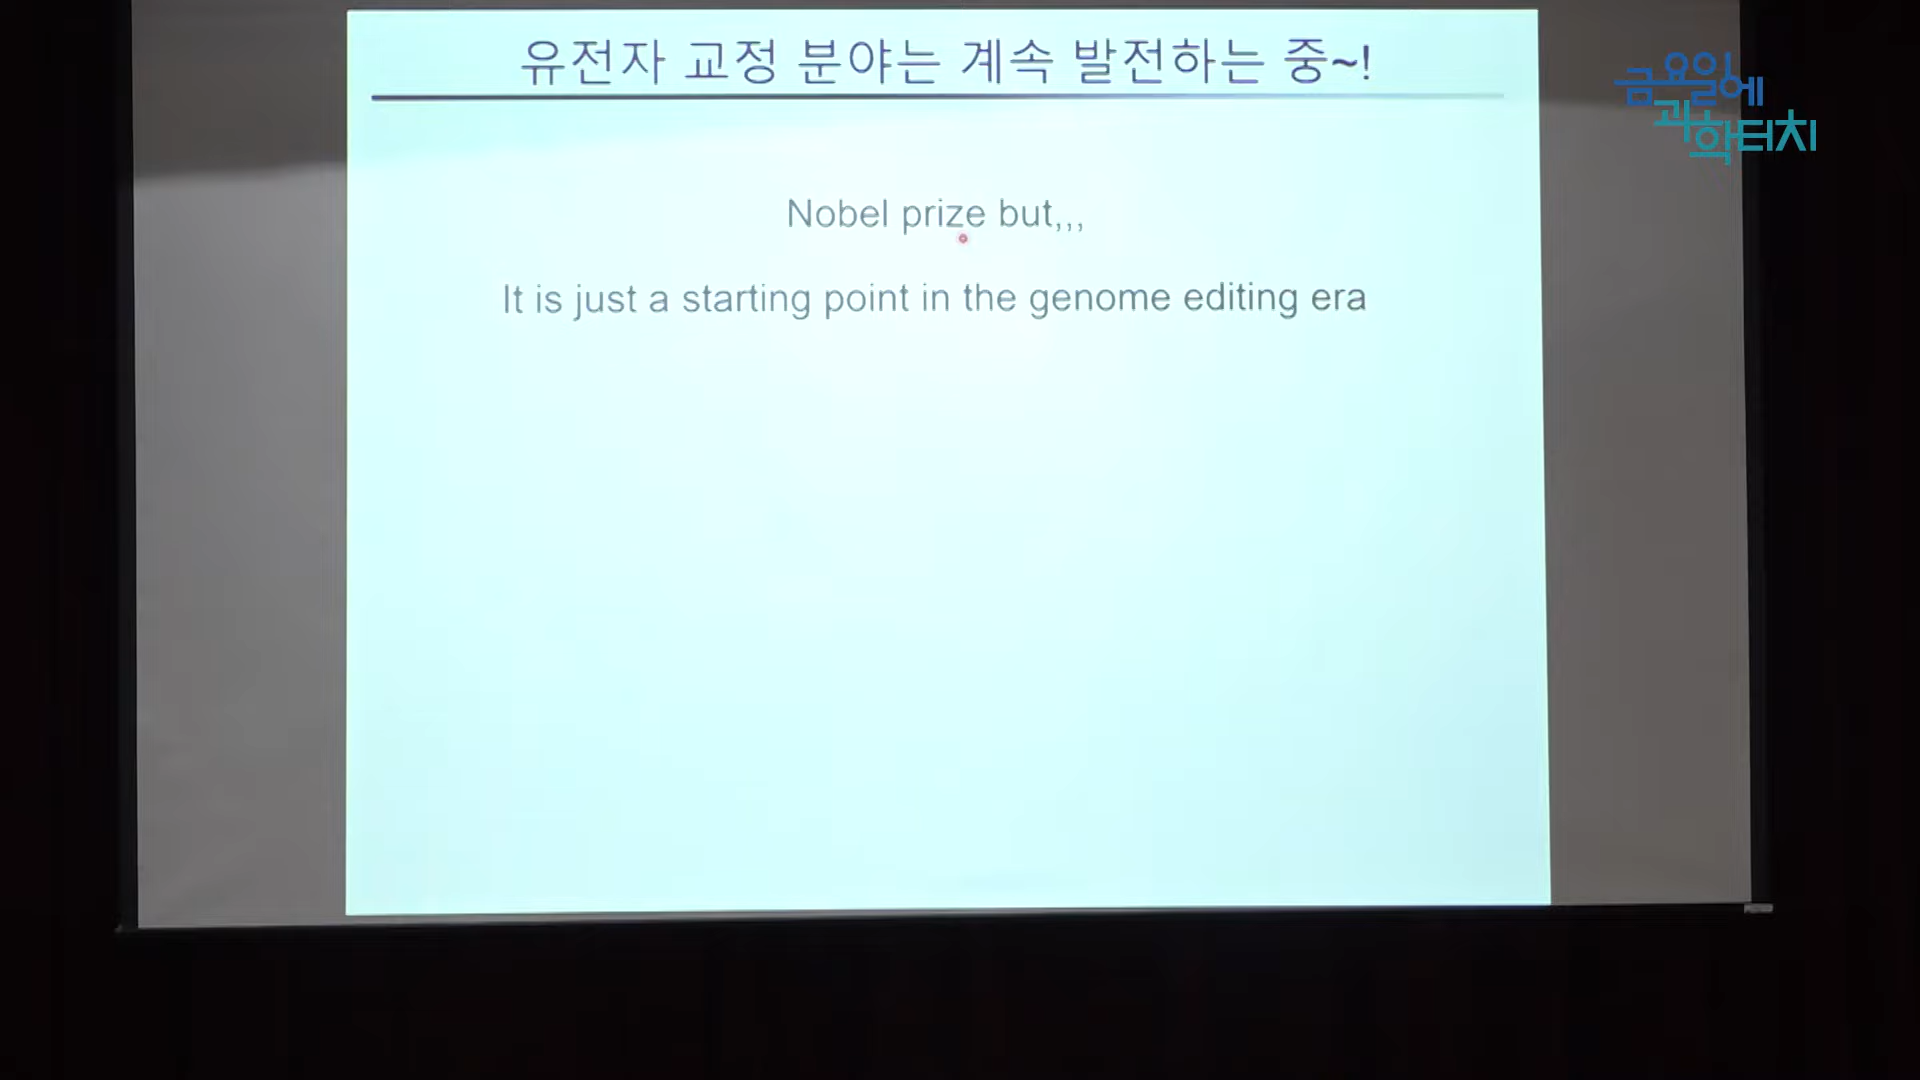 유전자 교정 분야는 계속 발전하는 중~!
금요일에
과학터치
Nobel prize but,,,
It is just a starting point in the genome editing era